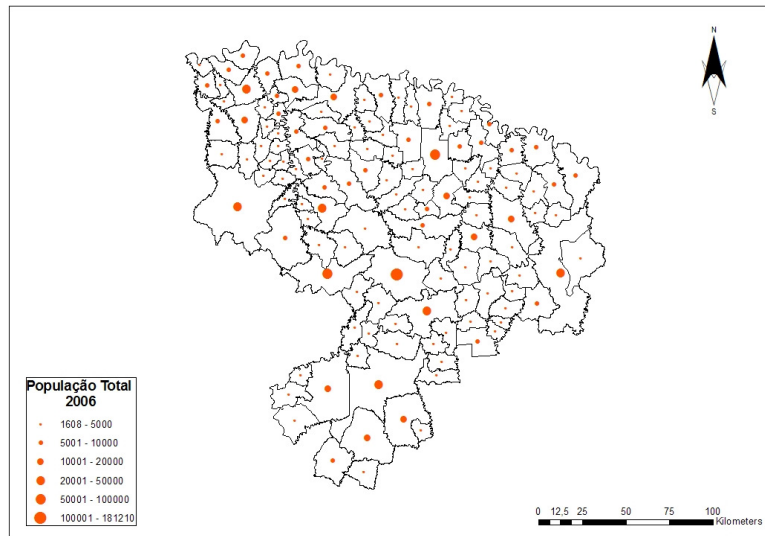 N
S
População Total
2006
1608 - 5000
5001 - 10000
10001 - 20000
20001 - 50000
50001 - 100000
100001 - 181210
0 12,5 25 50 75 100
Kilometers